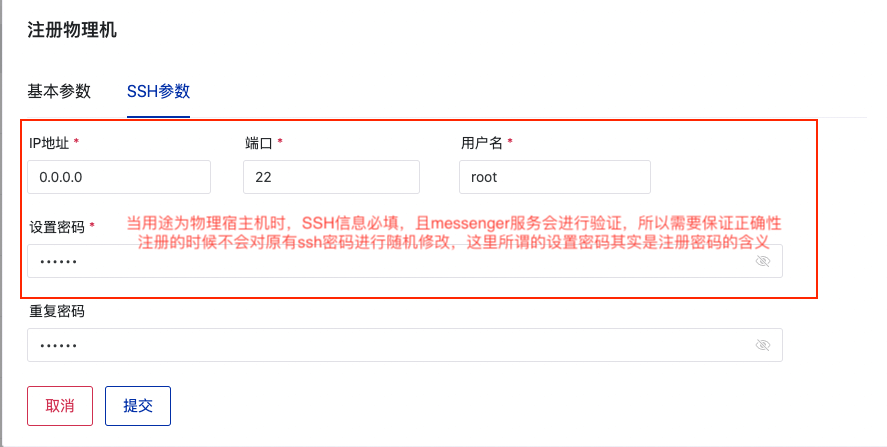 注册物理机
基本参数 SSH参数
IP地址 * 端口 * 用户名 *
0.0.0.0 22 root
当用途为物理宿主机时，SSH信息必填，且messenger服务会进行验证，所以需要保证正确性
设置密码 *
注册的时候不会对原有ssh密码进行随机修改，这里所谓的设置密码其实是注册密码的含义
••••••
重复密码
••••••
取消 提交